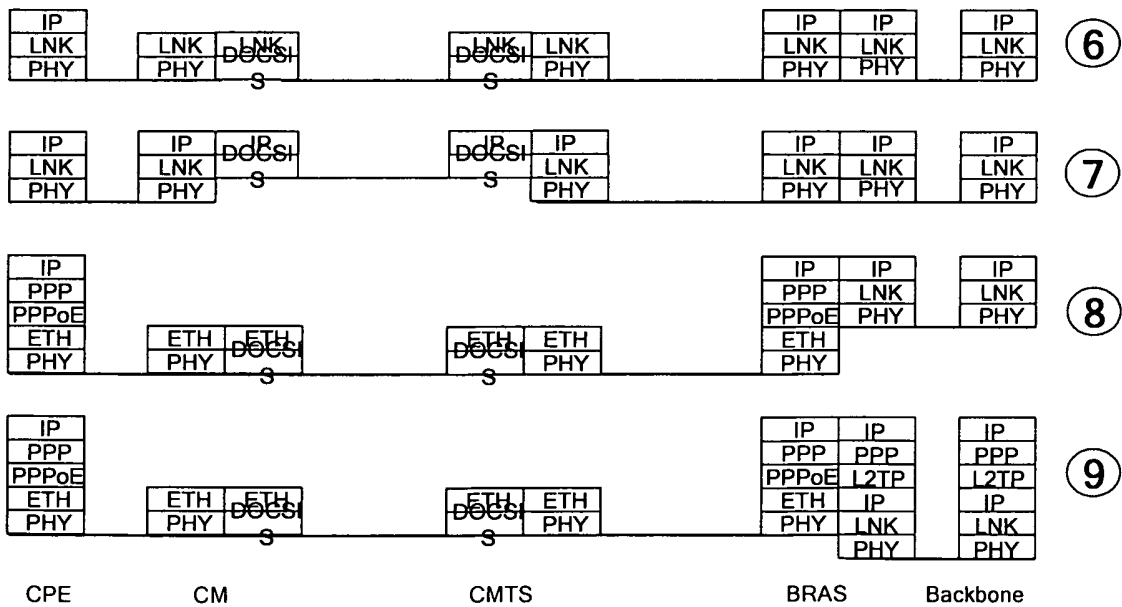 IP IP IP IP
LNK LNK LNK LNK LNK LNK LNK LNK
PHY PHY DOCSIS DOCSIS PHY PHY PHY PHY
6
IP IP IP IP IP IP IP IP
LNK LNK DOCSIS DOCSIS LNK LNK LNK LNK
PHY PHY PHY PHY PHY PHY
7
IP IP IP IP
PPP PPP LNK LNK
PPPoE PPPoE PHY PHY
ETH ETH ETH ETH ETH ETH
PHY PHY DOCSIS DOCSIS PHY PHY
8
IP IP IP IP
PPP PPP PPP PPP
PPPoE PPPoE L2TP L2TP
ETH ETH ETH ETH ETH ETH IP IP
PHY PHY DOCSIS DOCSIS PHY PHY LNK LNK
PHY PHY
9
CPE CM CMTS BRAS Backbone